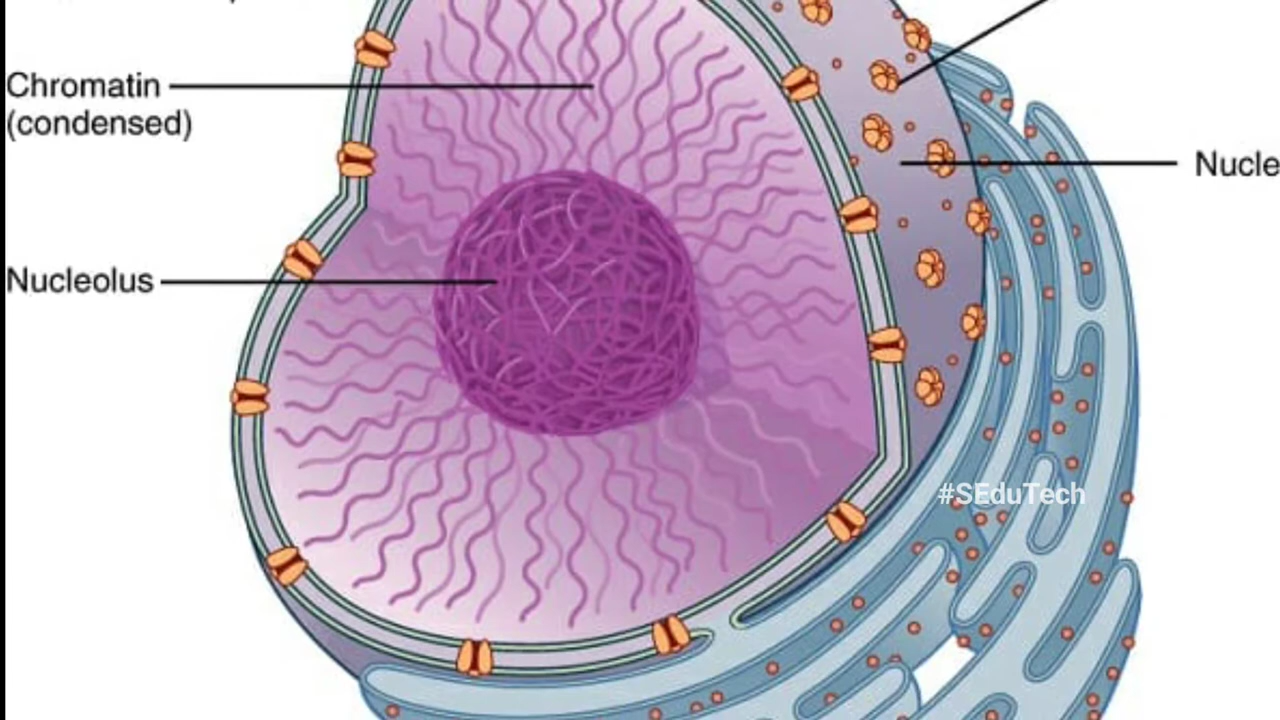 Chromatin
(condensed)
Nucle
Nucleolus
#SEduTech